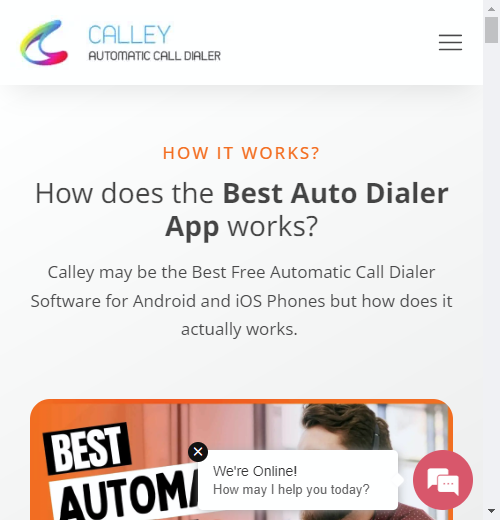 CALLEY
AUTOMATIC CALL DIALER
HOW IT WORKS?
How does the Best Auto Dialer
App works?
Calley may be the Best Free Automatic Call Dialer
Software for Android and iOS Phones but how does it
actually works.
BEST
We're Online!
How may I help you today?